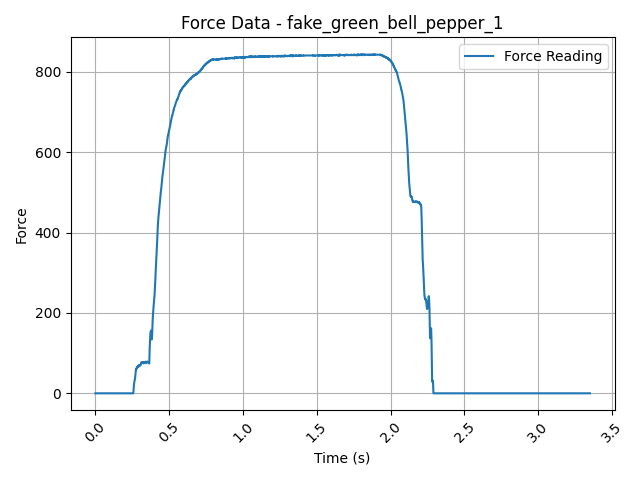 Force Data - fake_green_bell_pepper_1
Force Reading
800
600
400
200
0
Force
0.0 0.5 1.0 1.5 2.0 2.5 3.0 3.5
Time (s)